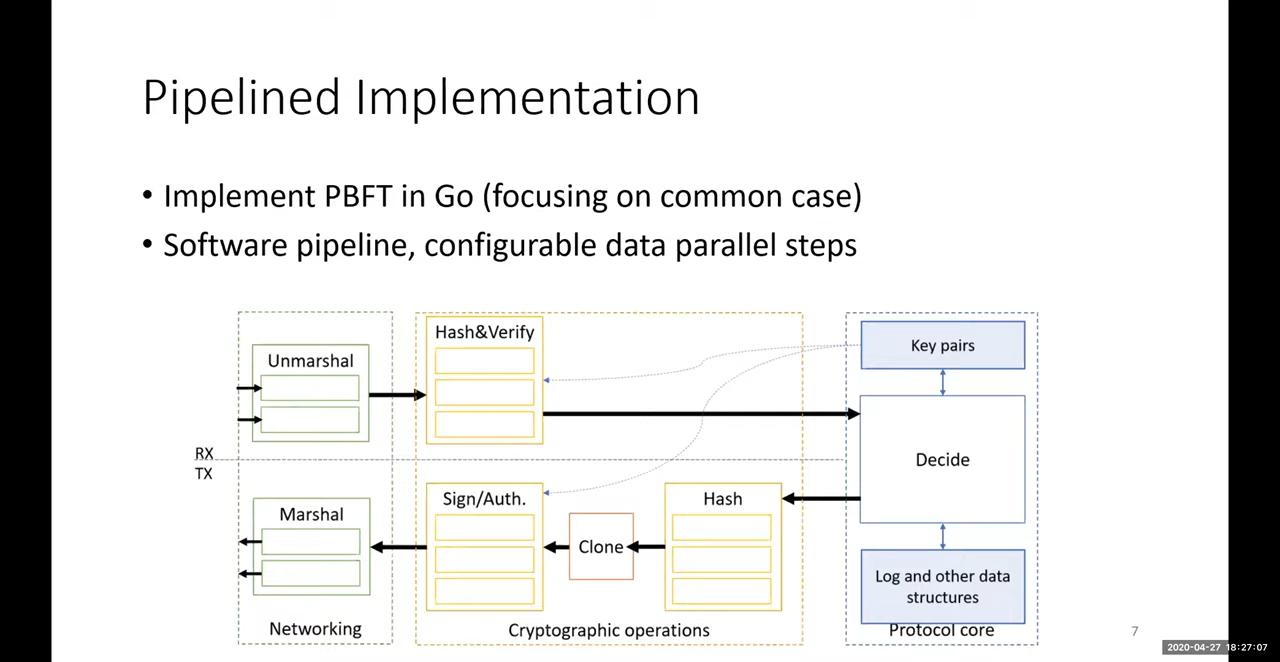 Pipelined Implementation
• Implement PBFT in Go (focusing on common case)
• Software pipeline, configurable data parallel steps
Unmarshal
Hash&Verify
Key pairs
Decide
RX
TX
Marshal
Sign/Auth.
Clone
Hash
Log and other data
structures
Networking
Cryptographic operations
Protocol core
7
2020-04-27 18:27:07